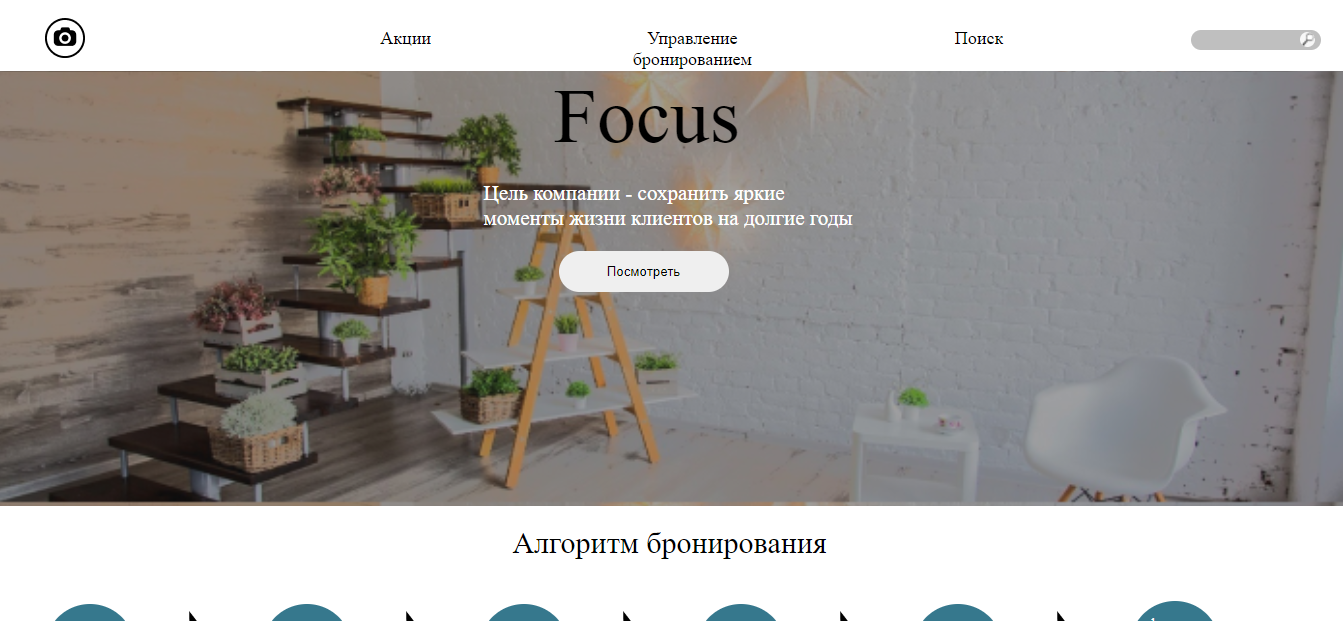 Акции
Управление
бронированием
Поиск
Focus
Цель компании - сохранить яркие
моменты жизни клиентов на долгие годы
Посмотреть
Алгоритм бронирования